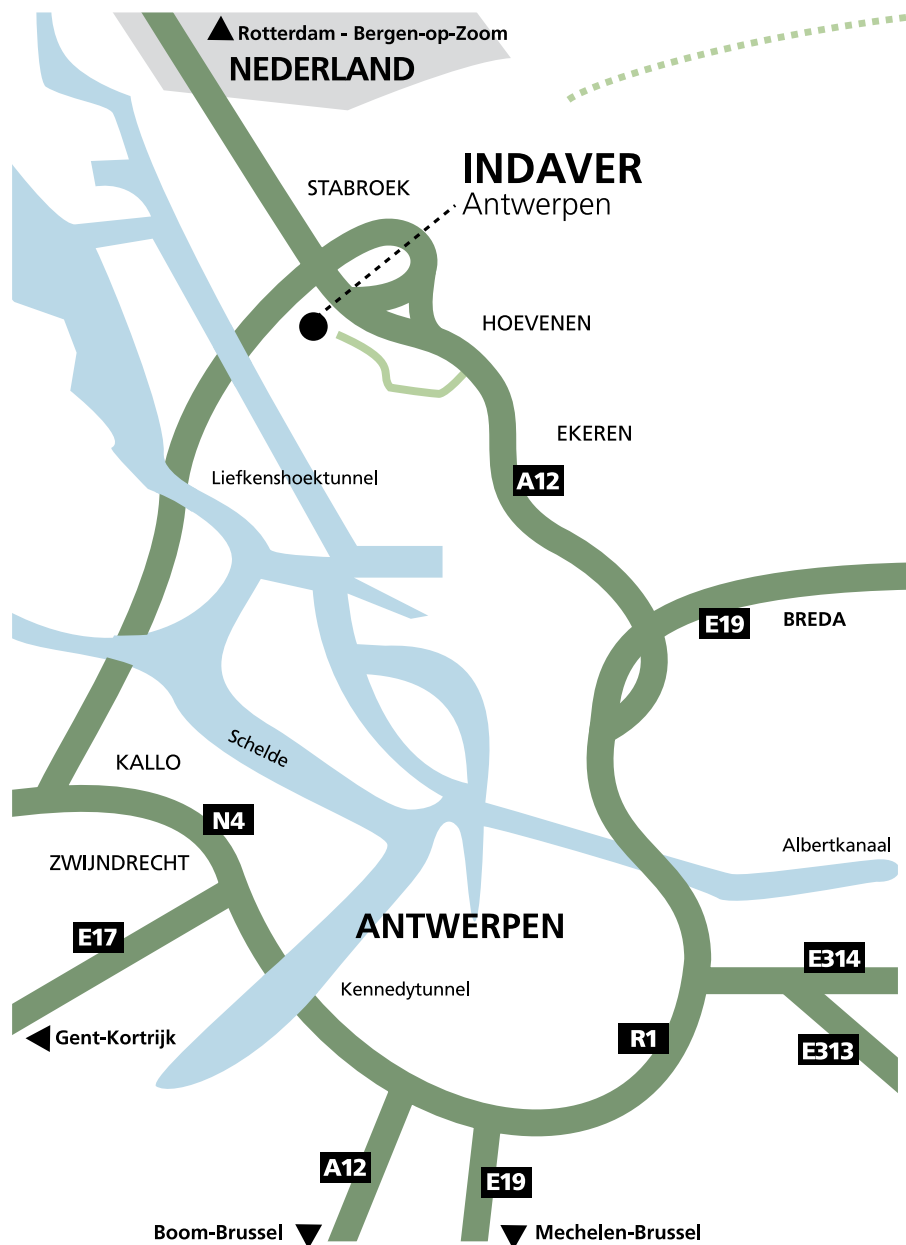 Rotterdam - Bergen-op-Zoom
NEDERLAND
INDAVER
Antwerpen
STABROEK
HOEVENEN
EKEREN
Liefkenshoektunnel
A12
E19
BREDA
Schelde
KALLO
N4
Albertkanaal
ZWIJNDRECHT
ANTWERPEN
E17
E314
Kennedytunnel
Gent-Kortrijk
R1
E313
A12
E19
Boom-Brussel
Mechelen-Brussel